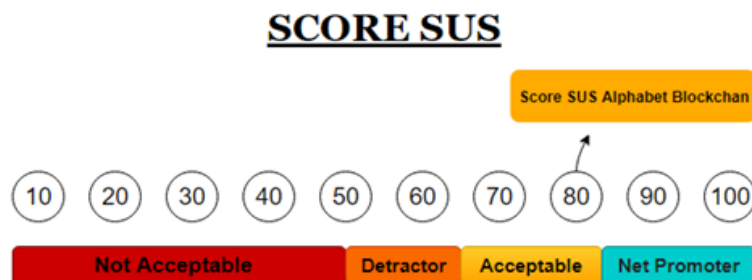 SCORE SUS
Score SUS Alphabet Blockchan
10 20 30 40 50 60 70 80 90 100
Not Acceptable Detractor Acceptable Net Promoter